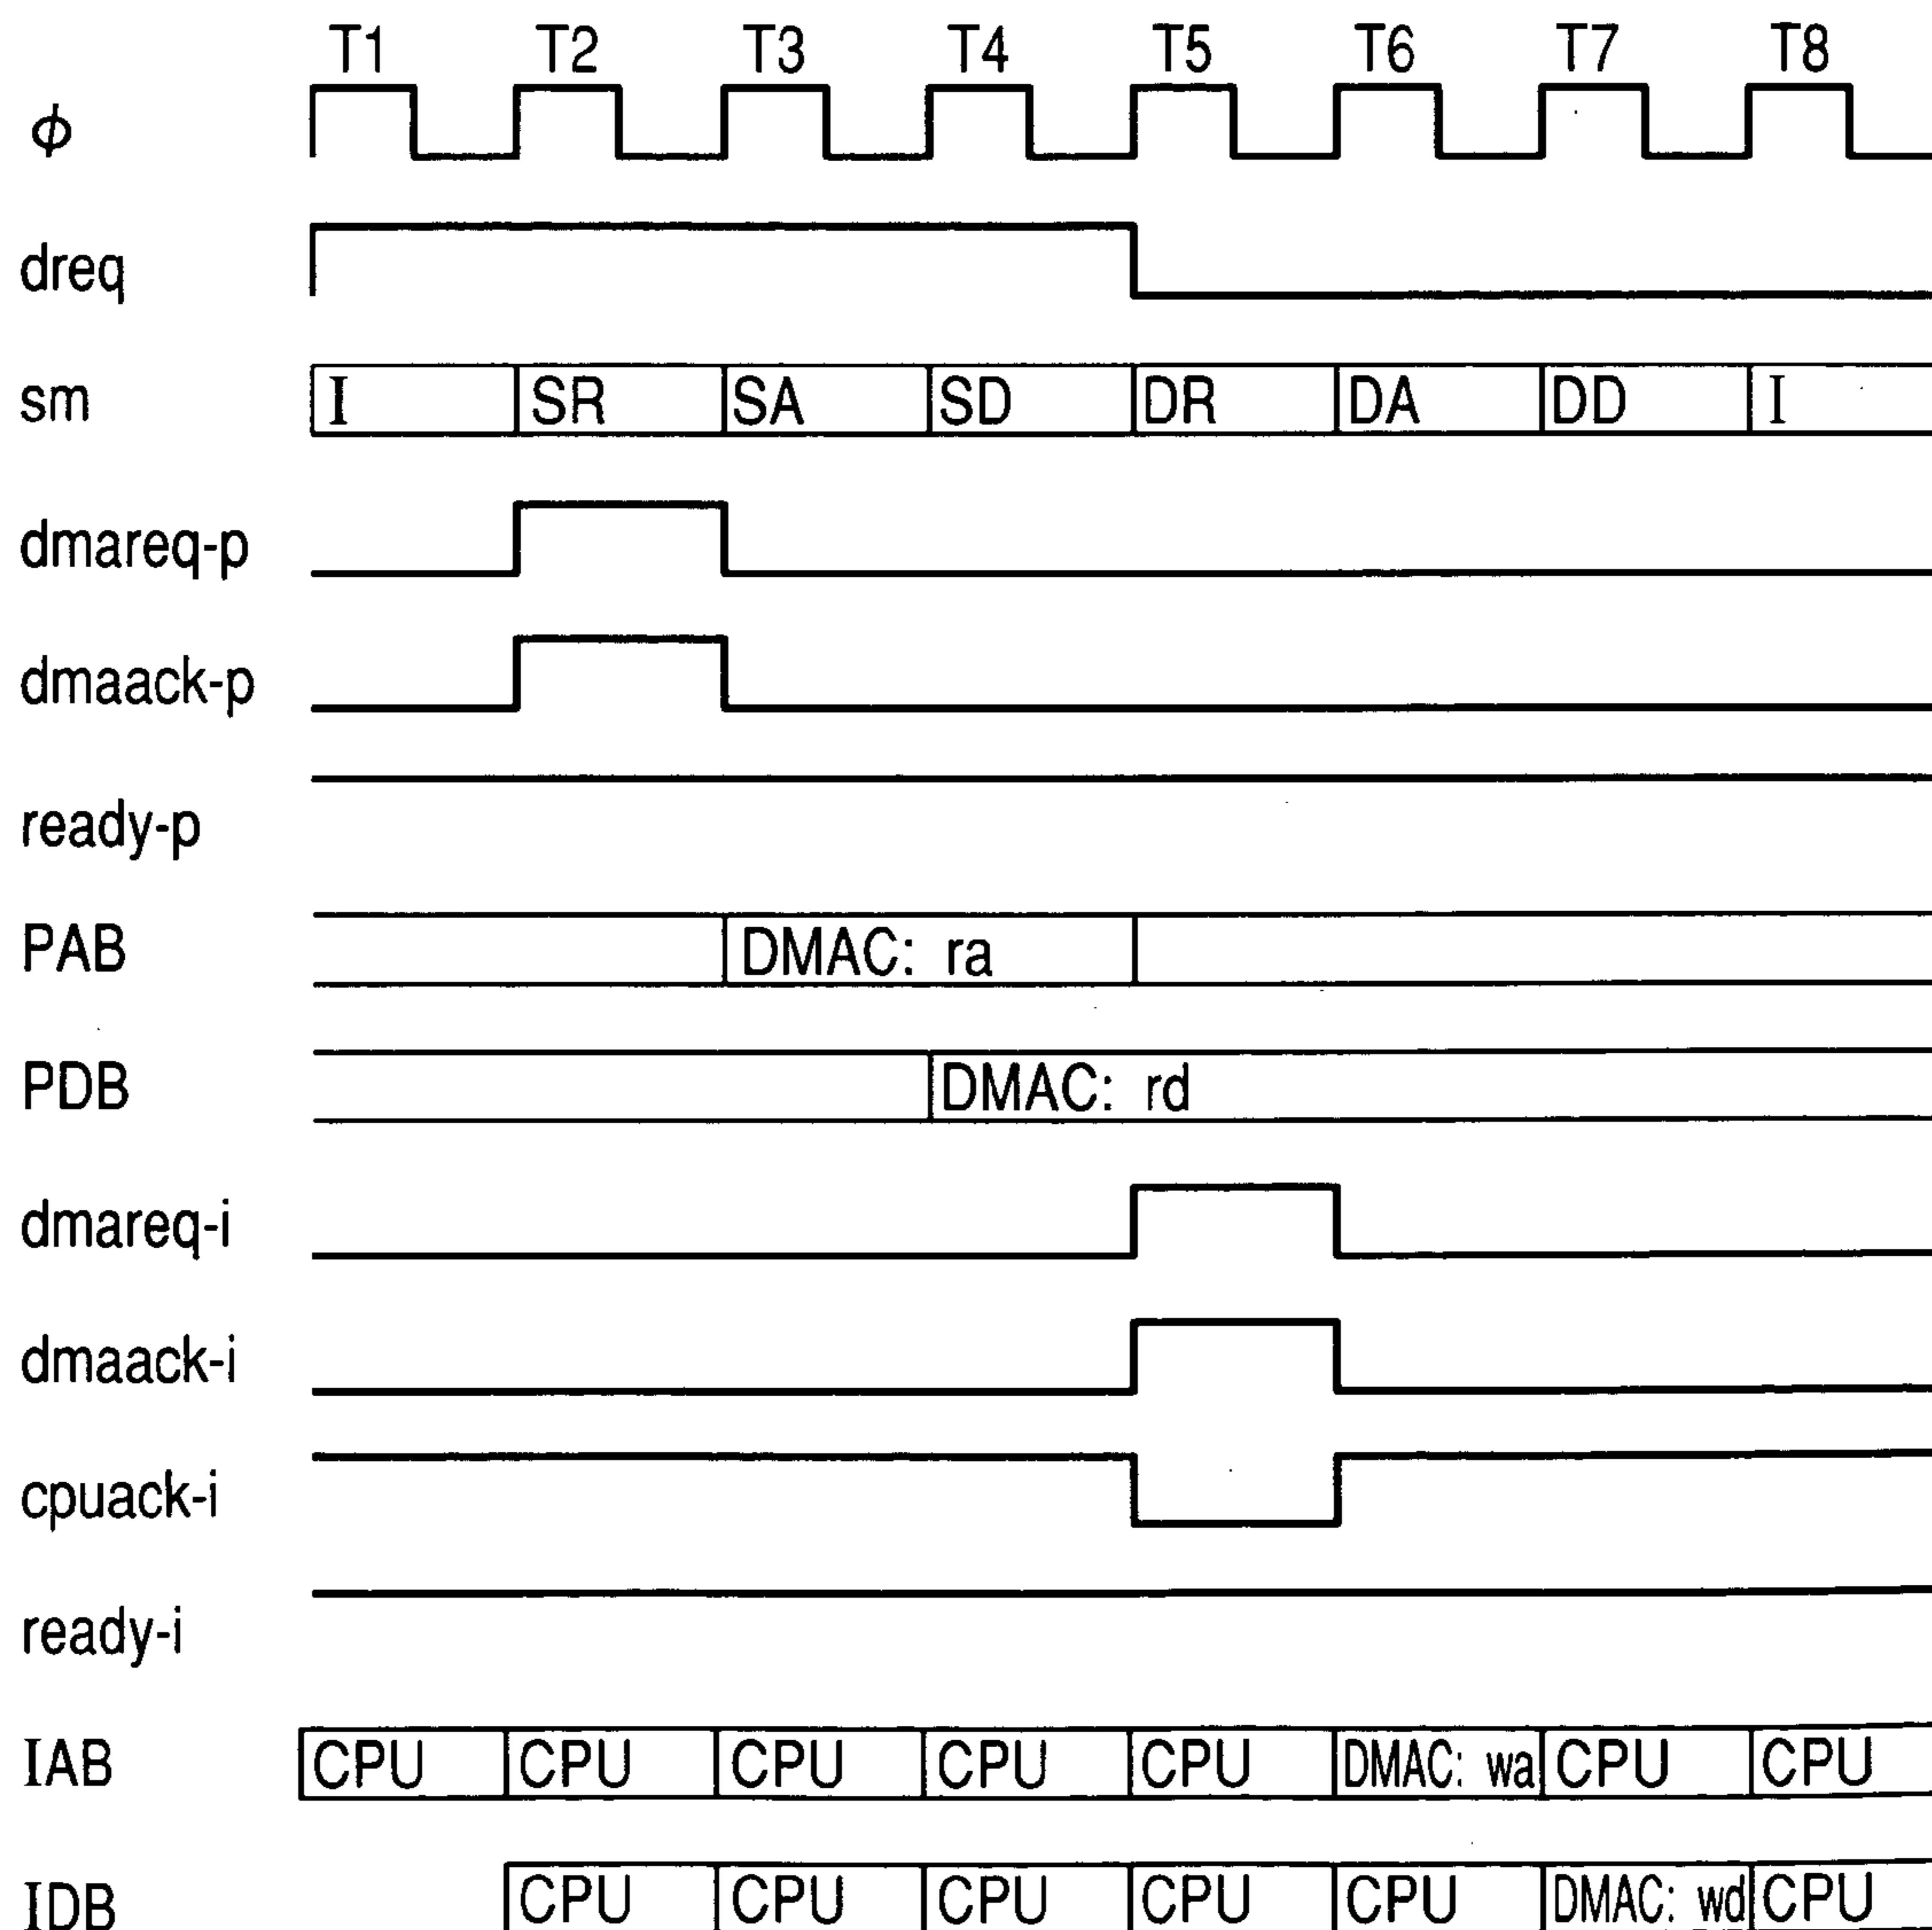 T1 T2 T3 T4 T5 T6 T7 T8
ϕ
dreq
sm I SR SA SD DR DA DD I
dmareq-p
dmaack-p
ready-p
PAB DMAC: ra
PDB DMAC: rd
dmareq-i
dmaack-i
cpuack-i
ready-i
IAB CPU CPU CPU CPU CPU DMAC: wa CPU CPU
IDB CPU CPU CPU CPU CPU DMAC: wd CPU